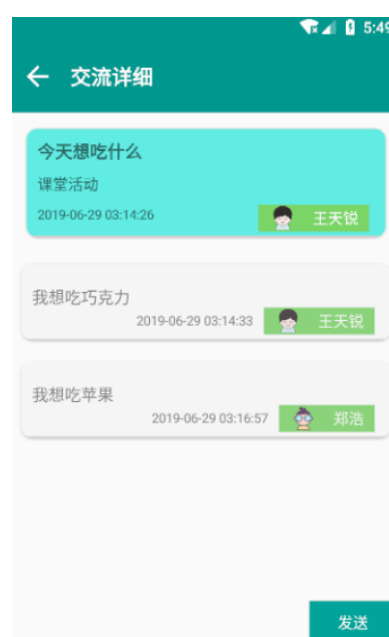 5:49
交流详细
今天想吃什么
课堂活动
2019-06-29 03:14:26 王天锐
我想吃巧克力
2019-06-29 03:14:33 王天锐
我想吃苹果
2019-06-29 03:16:57 郑浩
发送